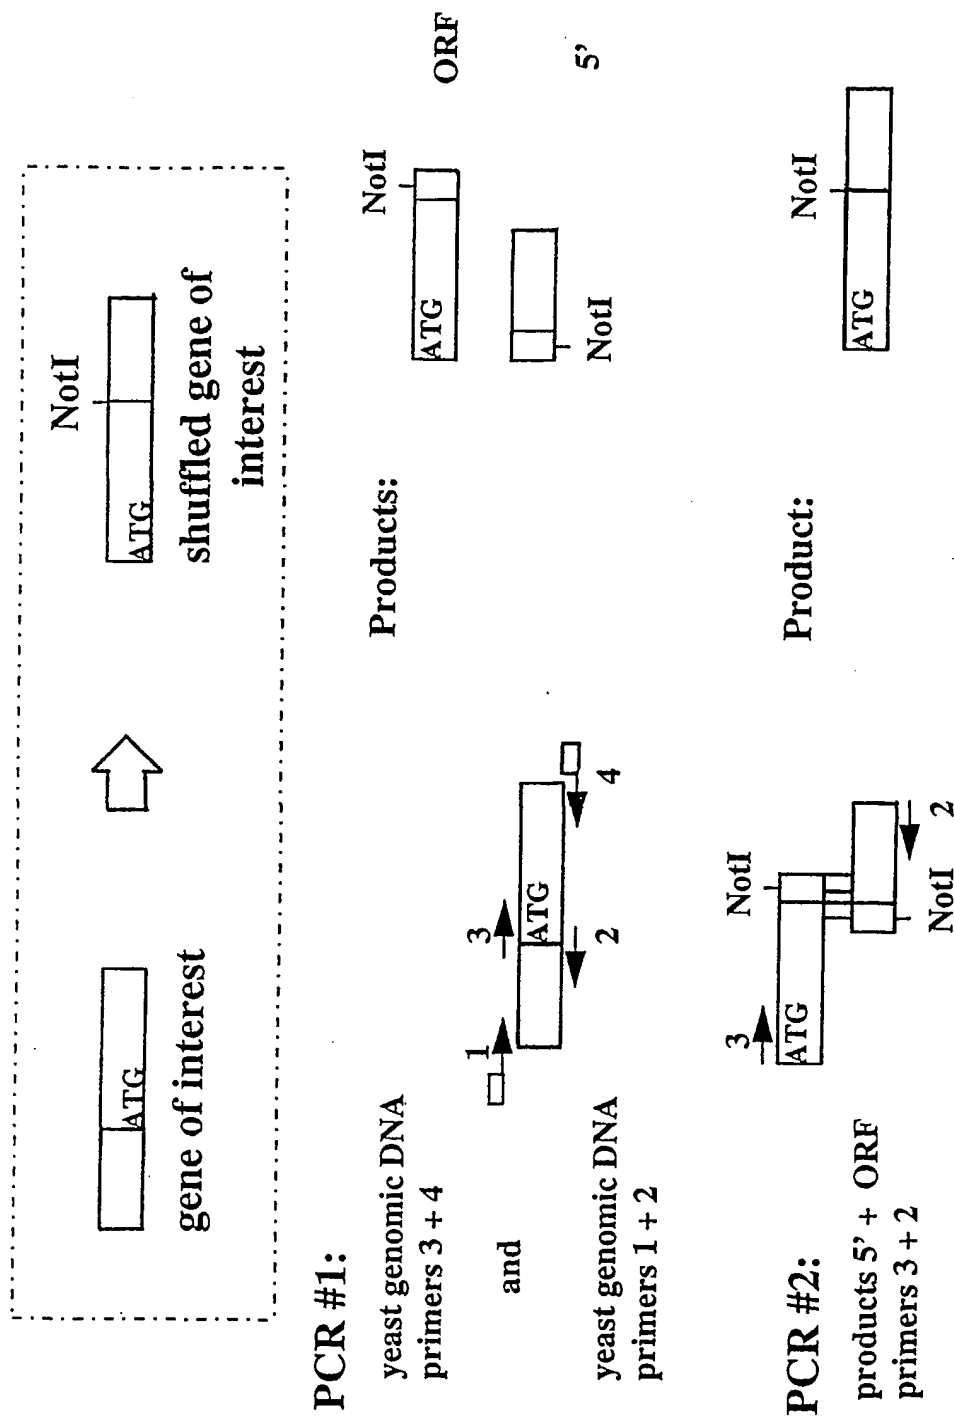 NotI
ATG
ATG
gene of interest
shuffled gene of
interest
PCR #1:
yeast genomic DNA
primers 3 + 4
and
yeast genomic DNA
primers 1 + 2
1
3
ATG
2
4
Products:
NotI
ATG
ORF
NotI
5'
PCR #2:
products 5' + ORF
primers 3 + 2
3
NotI
ATG
2
NotI
Product:
NotI
ATG